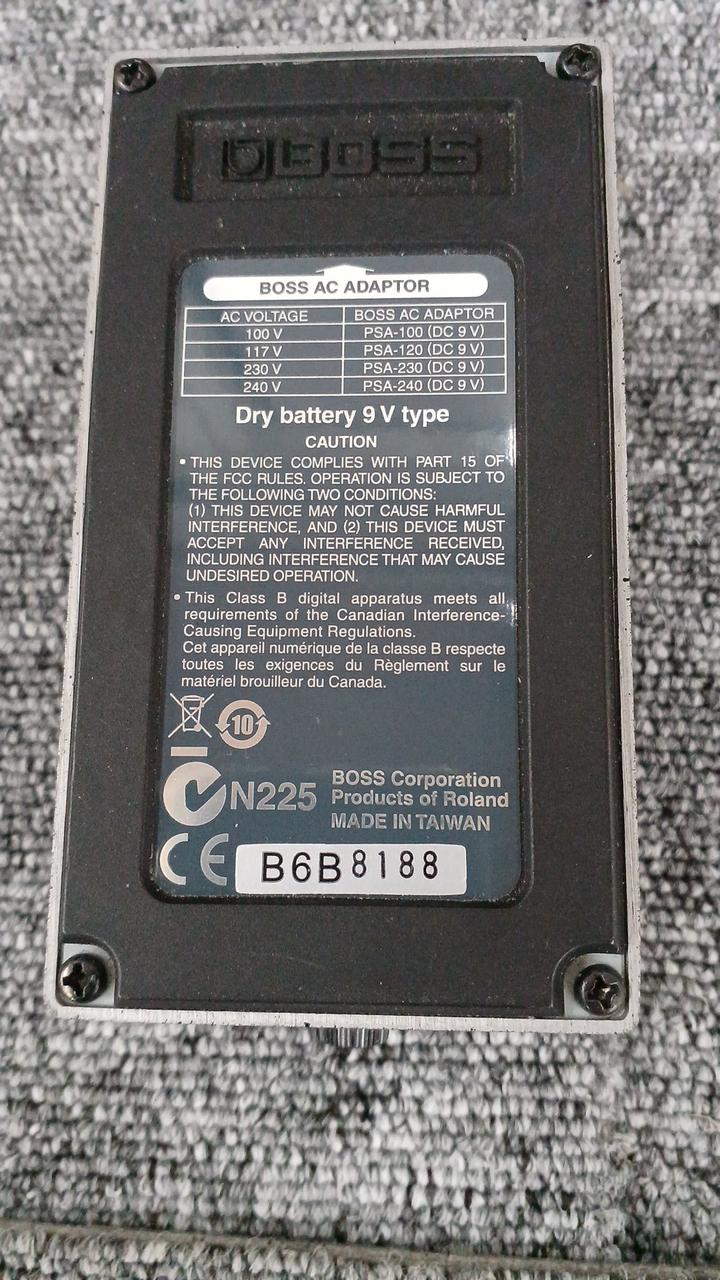 BOSS
BOSS AC ADAPTOR
AC VOLTAGE BOSS AC ADAPTOR
100 V PSA-100 (DC 9 V)
117 V PSA-120 (DC 9 V)
230 V PSA-230 (DC 9 V)
240 V PSA-240 (DC 9 V)
Dry battery 9 V type
CAUTION
• THIS DEVICE COMPLIES WITH PART 15 OF
THE FCC RULES. OPERATION IS SUBJECT TO
THE FOLLOWING TWO CONDITIONS:
(1) THIS DEVICE MAY NOT CAUSE HARMFUL
INTERFERENCE, AND (2) THIS DEVICE MUST
ACCEPT ANY INTERFERENCE RECEIVED,
INCLUDING INTERFERENCE THAT MAY CAUSE
UNDESIRED OPERATION.
• This Class B digital apparatus meets all
requirements of the Canadian Interference-
Causing Equipment Regulations.
Cet appareil numérique de la classe B respecte
toutes les exigences du Règlement sur le
matériel brouilleur du Canada.
10
N225
BOSS Corporation
Products of Roland
MADE IN TAIWAN
CE
B6B8188